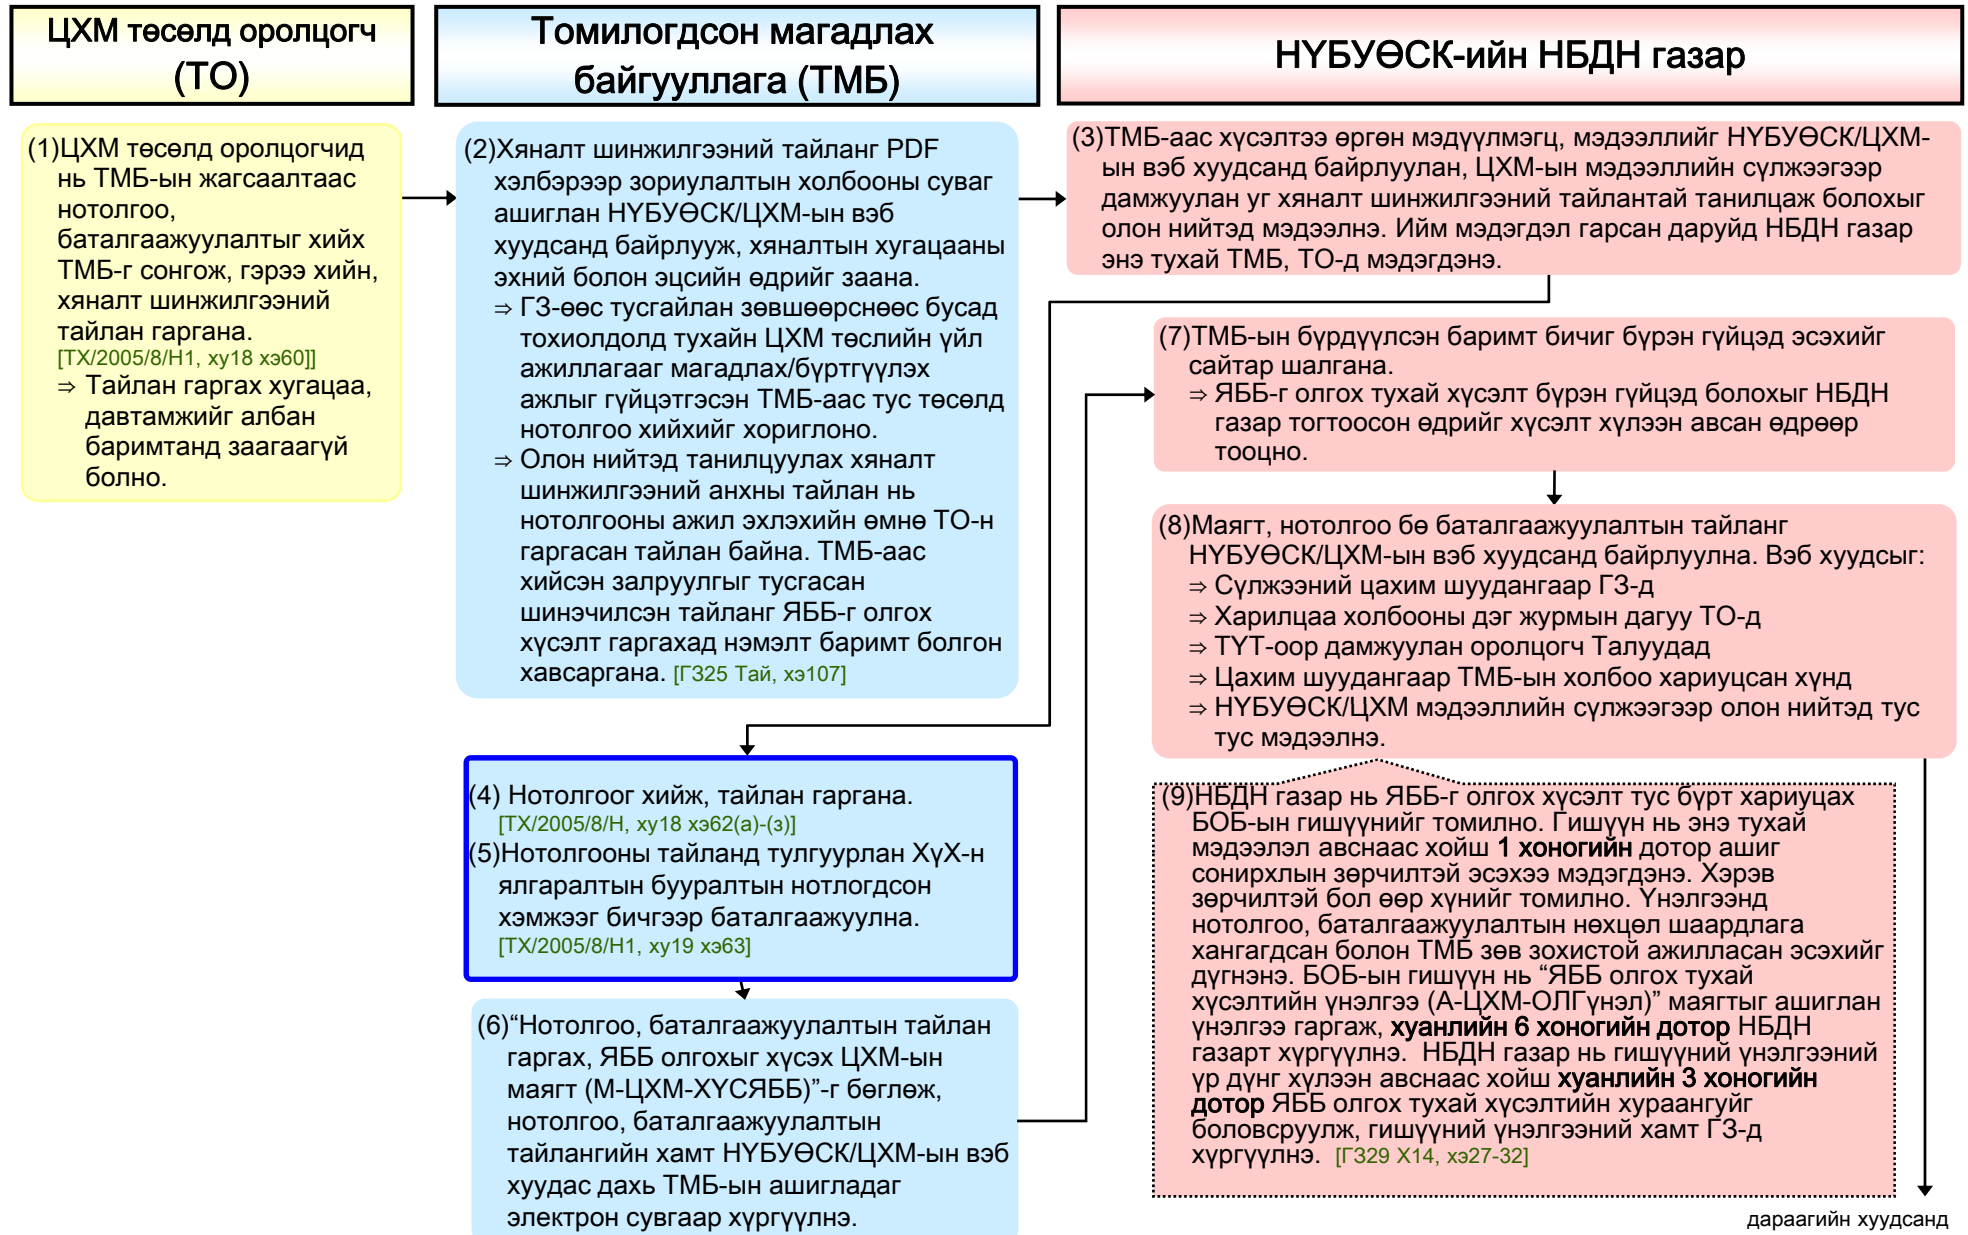 ЦХМ төсөлд оролцогч
(ТО)
Томилогдсон магадлах
байгууллага (ТМБ)
НҮБУӨСК-ийн НБДН газар
(1)ЦХМ төсөлд оролцогчид
нь ТМБ-ын жагсаалтаас
нотолгоо,
баталгаажуулалтыг хийх
ТМБ-г сонгож, гэрээ хийн,
хяналт шинжилгээний
тайлан гаргана.
[ТХ/2005/8/Н1, ху18 хэ60]]
⇒ Тайлан гаргах хугацаа,
давтамжийг албан
баримтанд заагаагүй
болно.
(2)Хяналт шинжилгээний тайланг PDF
хэлбэрээр зориулалтын холбооны суваг
ашиглан НҮБУӨСК/ЦХМ-ын вэб
хуудсанд байрлууж, хяналтын хугацааны
эхний болон эцсийн өдрийг заана.
⇒ ГЗ-өөс тусгайлан зөвшөөрснөөс бусад
тохиолдолд тухайн ЦХМ төслийн үйл
ажиллагааг магадлах/бүртгүүлэх
ажлыг гүйцэтгэсэн ТМБ-аас тус төсөлд
нотолгоо хийхийг хориглоно.
⇒ Олон нийтэд танилцуулах хяналт
шинжилгээний анхны тайлан нь
нотолгооны ажил эхлэхийн өмнө ТО-н
гаргасан тайлан байна. ТМБ-аас
хийсэн залруулгыг тусгасан
шинэчилсэн тайланг ЯББ-г олгох
хүсэлт гаргахад нэмэлт баримт болгон
хавсаргана. [ГЗ25 Тай, хэ107]
(3)ТМБ-аас хүсэлтээ өргөн мэдүүлмэгц, мэдээллийг НҮБУӨСК/ЦХМ-
ын вэб хуудсанд байрлуулан, ЦХМ-ын мэдээллийн сүлжээгээр
дамжуулан уг хяналт шинжилгээний тайлантай танилцаж болохыг
олон нийтэд мэдээлнэ. Ийм мэдэгдэл гарсан даруйд НБДН газар
энэ тухай ТМБ, ТО-д мэдэгдэнэ.
(4) Нотолгоог хийж, тайлан гаргана.
[ТХ/2005/8/Н, ху18 хэ62(а)-(з)]
(5)Нотолгооны тайланд тулгуурлан ХүХ-н
ялгаралтын бууралтын нотлогдсон
хэмжээг бичгээр баталгаажуулна.
[ТХ/2005/8/Н1, ху19 хэ63]
(6)“Нотолгоо, баталгаажуулалтын тайлан
гаргах, ЯББ олгохыг хүсэх ЦХМ-ын
маягт (М-ЦХМ-ХҮСЯББ)”-г бөглөж,
нотолгоо, баталгаажуулалтын
тайлангийн хамт НҮБУӨСК/ЦХМ-ын вэб
хуудас дахь ТМБ-ын ашигладаг
электрон сувгаар хүргүүлнэ.
(7)ТМБ-ын бүрдүүлсэн баримт бичиг бүрэн гүйцэд эсэхийг
сайтар шалгана.
⇒ ЯББ-г олгох тухай хүсэлт бүрэн гүйцэд болохыг НБДН
газар тогтоосон өдрийг хүсэлт хүлээн авсан өдрөөр
тооцно.
(8)Маягт, нотолгоо бө баталгаажуулалтын тайланг
НҮБУӨСК/ЦХМ-ын вэб хуудсанд байрлуулна. Вэб хуудсыг:
⇒ Сүлжээний цахим шуудангаар ГЗ-д
⇒ Харилцаа холбооны дэг журмын дагуу ТО-д
⇒ ТҮТ-оор дамжуулан оролцогч Талуудад
⇒ Цахим шуудангаар ТМБ-ын холбоо хариуцсан хүнд
⇒ НҮБУӨСК/ЦХМ мэдээллийн сүлжээгээр олон нийтэд тус
тус мэдээлнэ.
(9)НБДН газар нь ЯББ-г олгох хүсэлт тус бүрт хариуцах
БОБ-ын гишүүнийг томилно. Гишүүн нь энэ тухай
мэдээлэл авснаас хойш 1 хоногийн дотор ашиг
сонирхлын зөрчилтэй эсэхээ мэдэгдэнэ. Хэрэв
зөрчилтэй бол өөр хүнийг томилно. Үнэлгээнд
нотолгоо, баталгаажуулалтын нөхцөл шаардлага
хангагдсан болон ТМБ зөв зохистой ажилласан эсэхийг
дүгнэнэ. БОБ-ын гишүүн нь “ЯББ олгох тухай
хүсэлтийн үнэлгээ (А-ЦХМ-ОЛГүнэл)” маягтыг ашиглан
үнэлгээ гаргаж, хуанлийн 6 хоногийн дотор НБДН
газарт хүргүүлнэ. НБДН газар нь гишүүний үнэлгээний
үр дүнг хүлээн авснаас хойш хуанлийн 3 хоногийн
дотор ЯББ олгох тухай хүсэлтийн хураангуйг
боловсруулж, гишүүний үнэлгээний хамт ГЗ-д
хүргүүлнэ. [ГЗ29 Х14, хэ27-32]
дараагийн хуудсанд